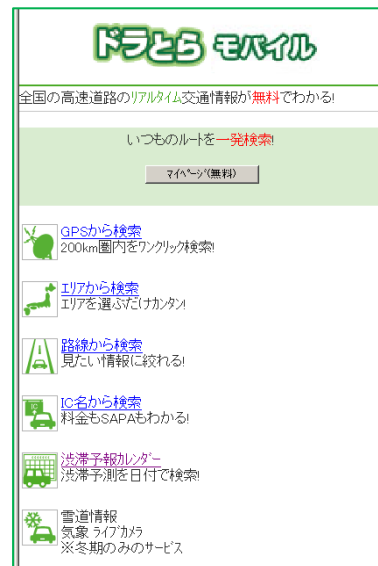 ドラとら モバイル
全国の高速道路のﾘｱﾙﾀｲﾑ交通情報が無料でわかる!
いつものﾙｰﾄを一発検索!
ﾏｲﾍﾟｰｼﾞ(無料)
GPSから検索
200km圏内をﾜﾝｸﾘｯｸ検索!
ｴﾘｱから検索
ｴﾘｱを選ぶだけｶﾝﾀﾝ!
路線から検索
見たい情報に絞れる!
IC名から検索
料金もSAPAもわかる!
渋滞予報ｶﾚﾝﾀﾞｰ
渋滞予測を日付で検索!
雪道情報
気象 ﾗｲﾌﾞｶﾒﾗ
※冬期のみのｻｰﾋﾞｽ